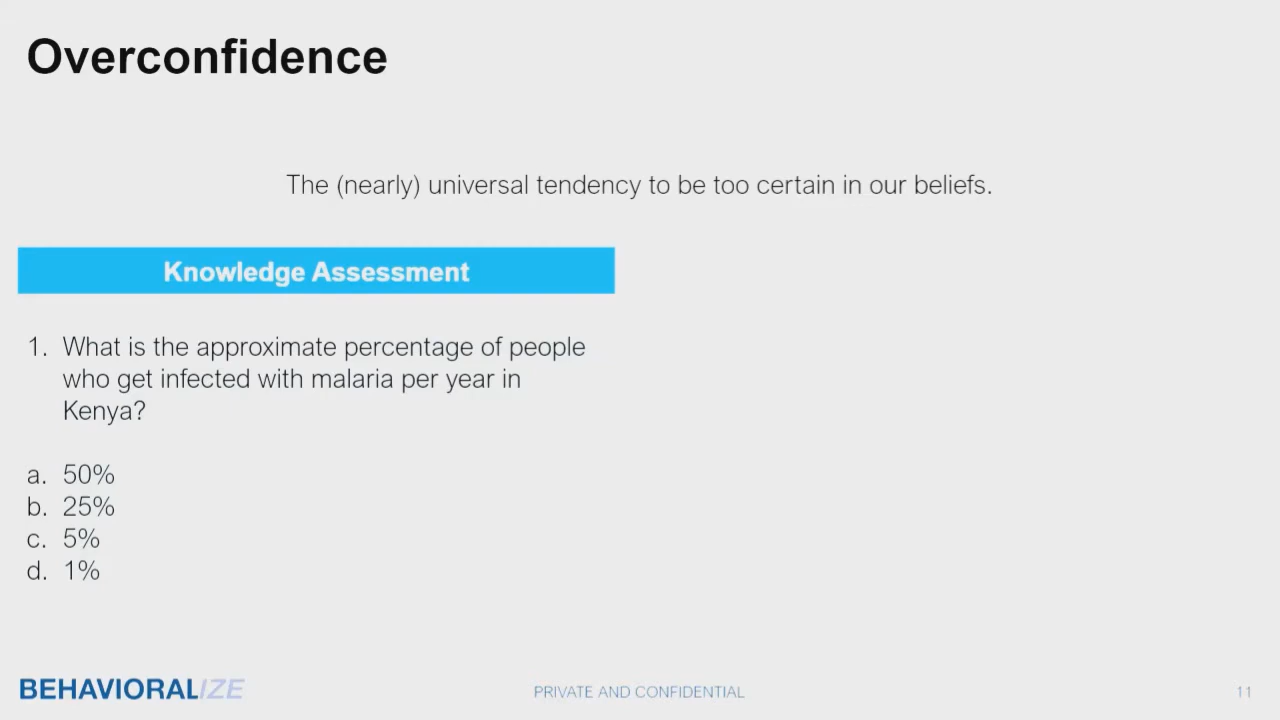 Overconfidence
The (nearly) universal tendency to be too certain in our beliefs.
Knowledge Assessment
1. What is the approximate percentage of people
who get infected with malaria per year in
Kenya?
a. 50%
b. 25%
c. 5%
d. 1%
BEHAVIORALIZE
PRIVATE AND CONFIDENTIAL
11